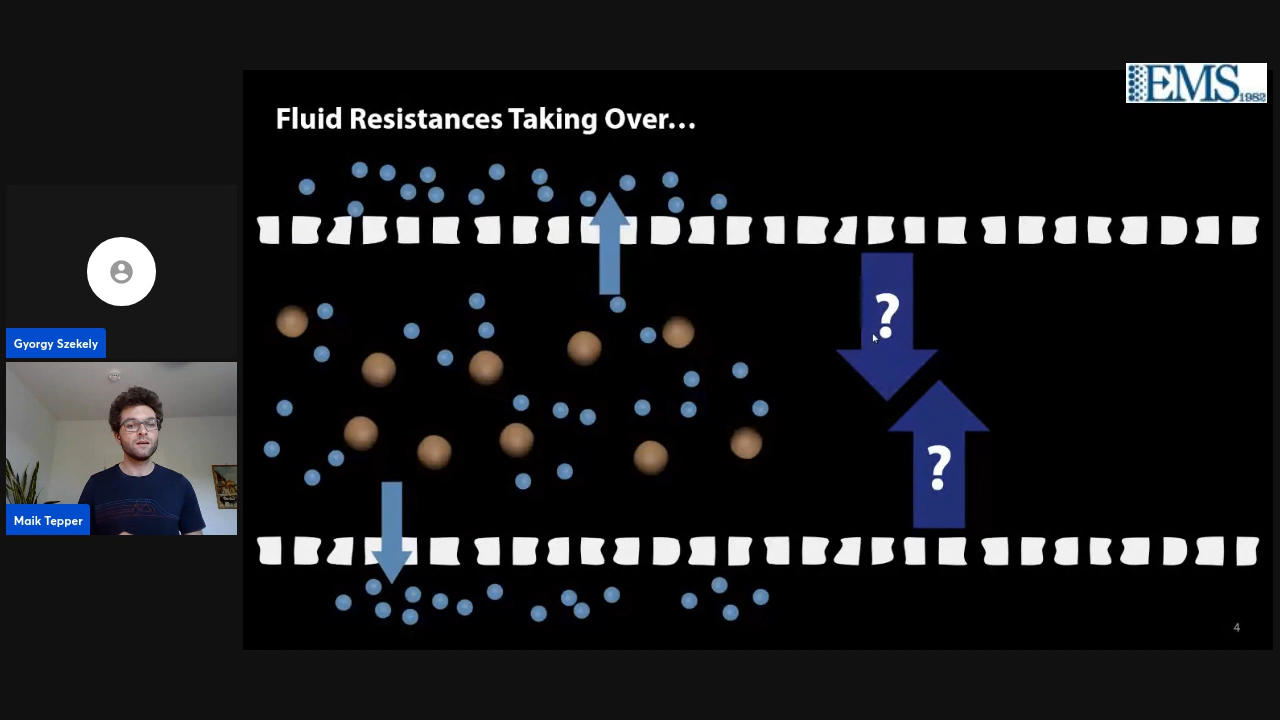 EMS
1982
Fluid Resistances Taking Over...
?
?
Gyorgy Szekely
Maik Tepper
4